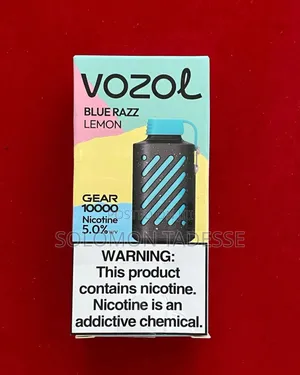 VOZOL
BLUE RAZZ
LEMON
GEAR
10000
Nicotine
5.0%
SOLOMON TADESSE
WARNING:
This product
contains nicotine.
Nicotine is an
addictive chemical.